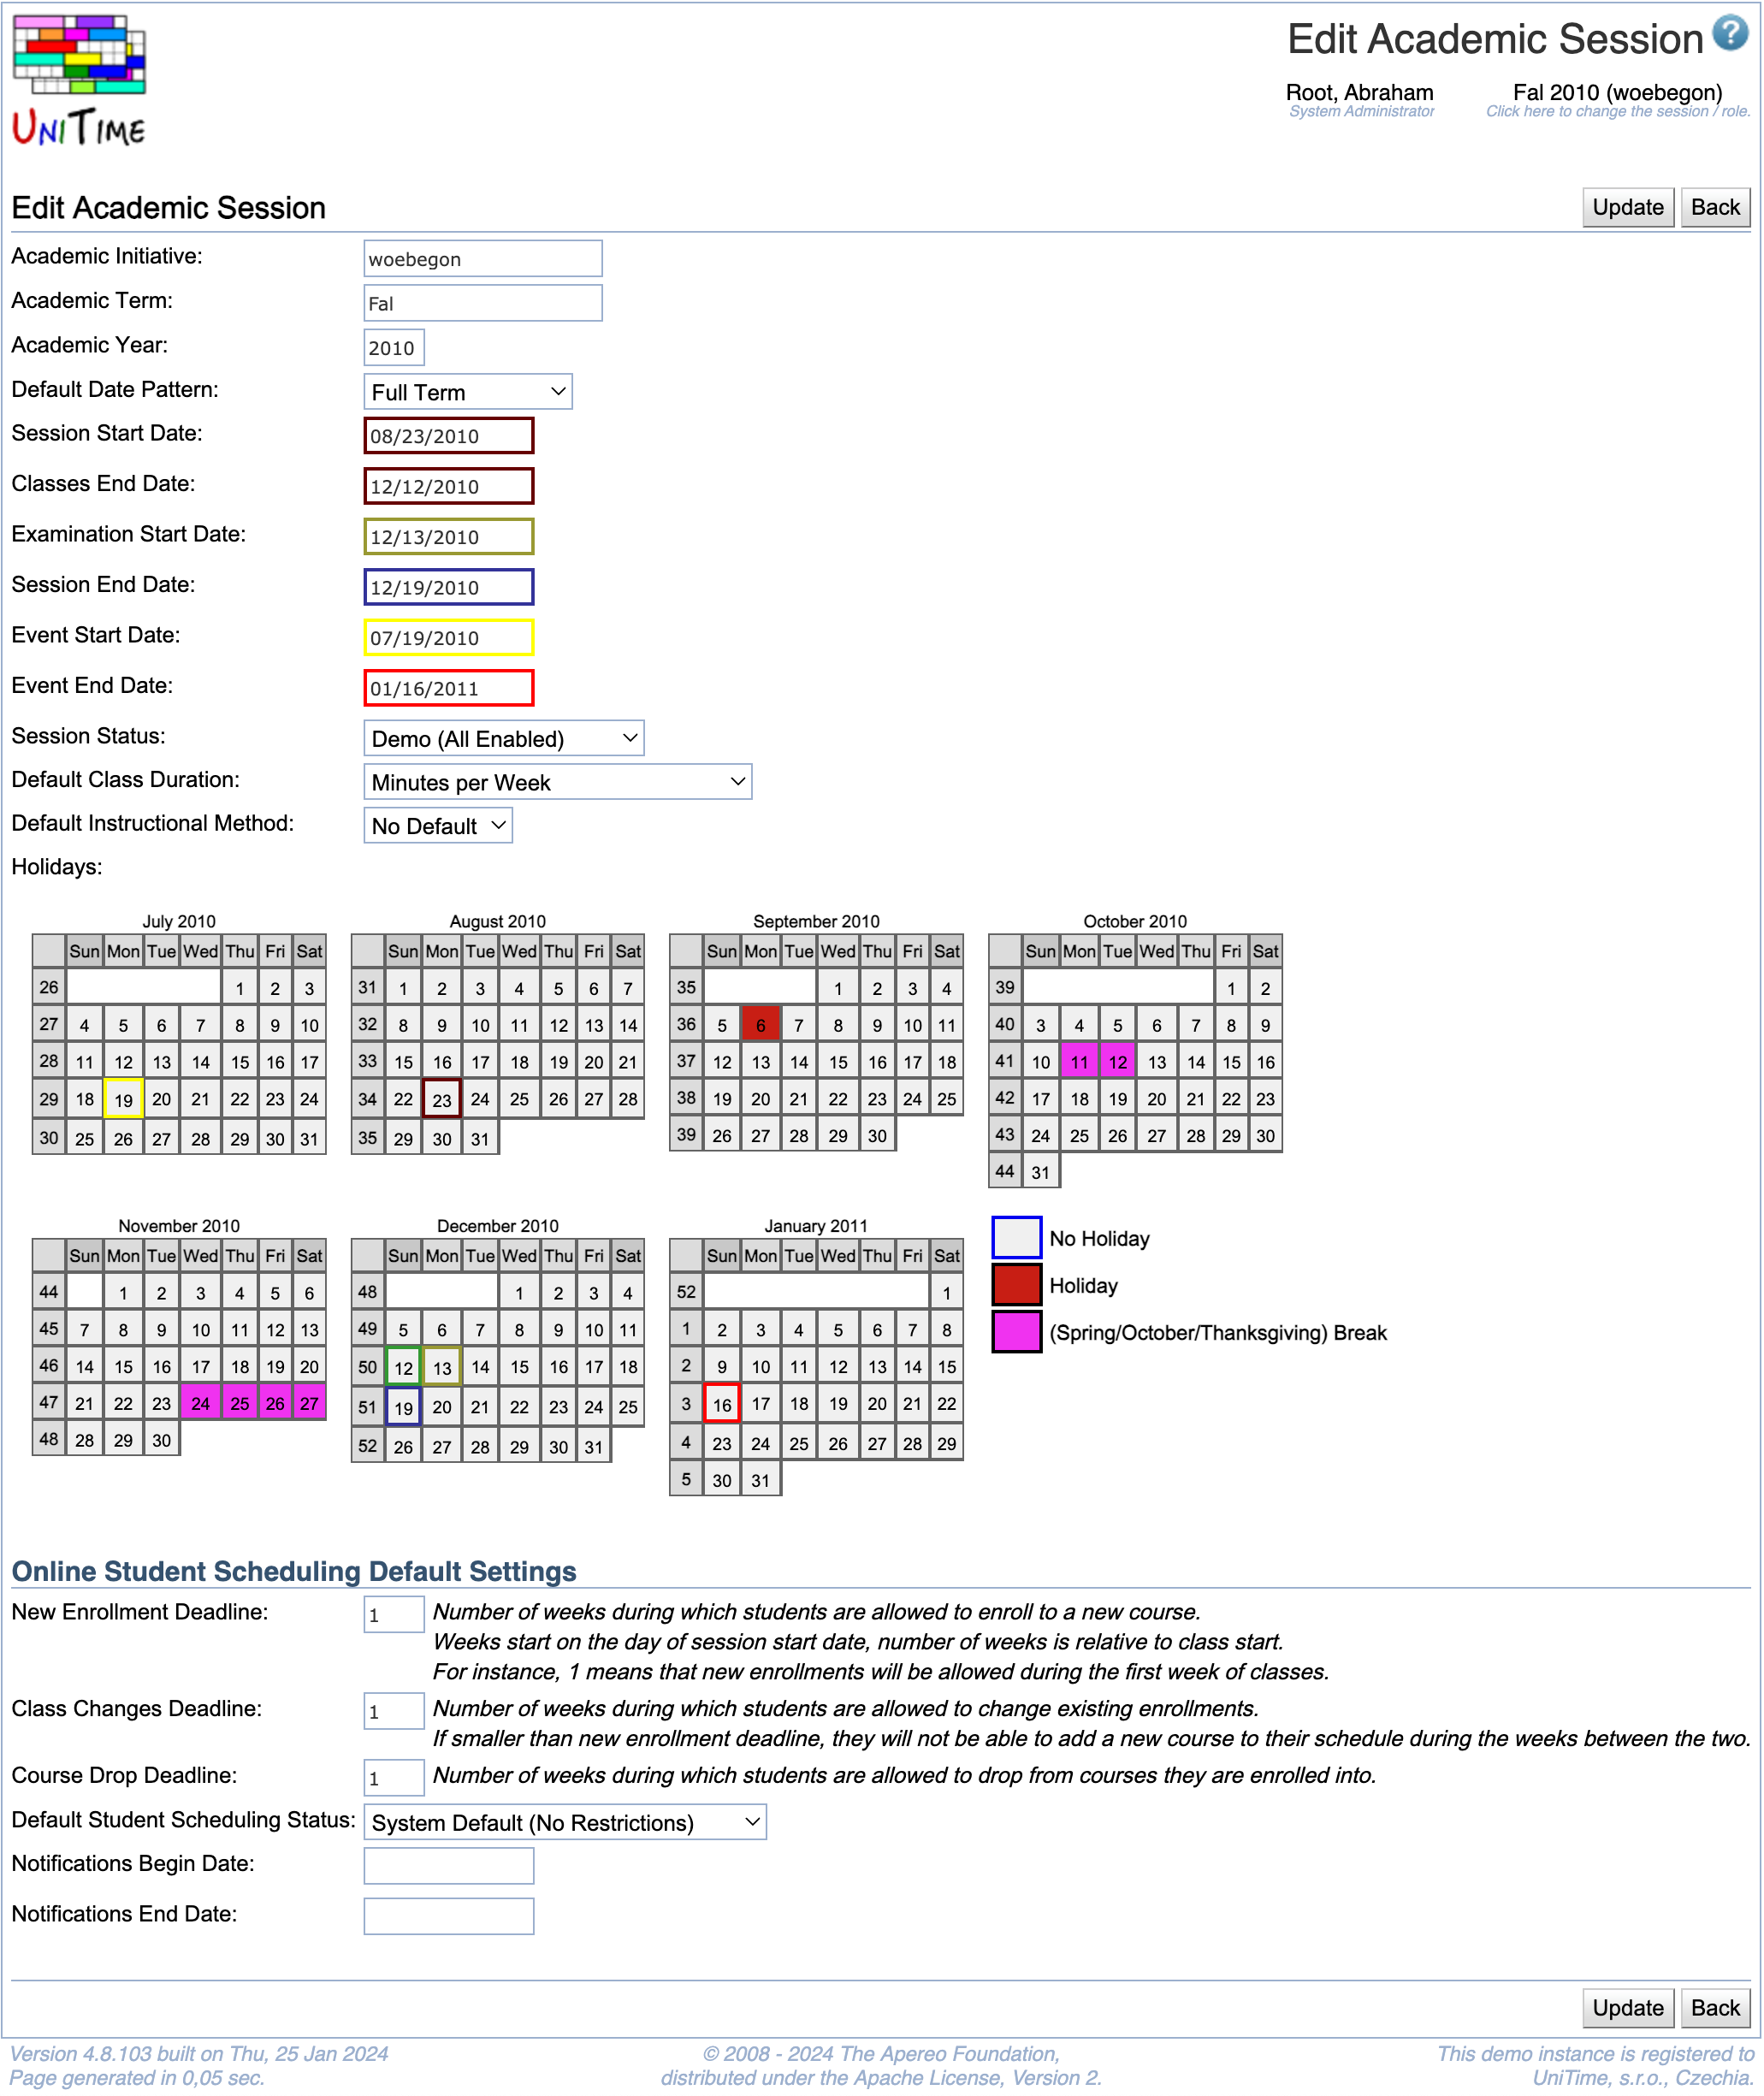 UniTime
Edit Academic Session ?
Root, Abraham Fal 2010 (woebegon)
System Administrator Click here to change the session / role.
Edit Academic Session Update Back
Academic Initiative: woebegon
Academic Term: Fal
Academic Year: 2010
Default Date Pattern: Full Term
Session Start Date: 08/23/2010
Classes End Date: 12/12/2010
Examination Start Date: 12/13/2010
Session End Date: 12/19/2010
Event Start Date: 07/19/2010
Event End Date: 01/16/2011
Session Status: Demo (All Enabled)
Default Class Duration: Minutes per Week
Default Instructional Method: No Default
Holidays:
July 2010
Sun Mon Tue Wed Thu Fri Sat
26 1 2 3
27 4 5 6 7 8 9 10
28 11 12 13 14 15 16 17
29 18 19 20 21 22 23 24
30 25 26 27 28 29 30 31
August 2010
Sun Mon Tue Wed Thu Fri Sat
31 1 2 3 4 5 6 7
32 8 9 10 11 12 13 14
33 15 16 17 18 19 20 21
34 22 23 24 25 26 27 28
35 29 30 31
September 2010
Sun Mon Tue Wed Thu Fri Sat
35 1 2 3 4
36 5 6 7 8 9 10 11
37 12 13 14 15 16 17 18
38 19 20 21 22 23 24 25
39 26 27 28 29 30
October 2010
Sun Mon Tue Wed Thu Fri Sat
39 1 2
40 3 4 5 6 7 8 9
41 10 11 12 13 14 15 16
42 17 18 19 20 21 22 23
43 24 25 26 27 28 29 30
44 31
November 2010
Sun Mon Tue Wed Thu Fri Sat
44 1 2 3 4 5 6
45 7 8 9 10 11 12 13
46 14 15 16 17 18 19 20
47 21 22 23 24 25 26 27
48 28 29 30
December 2010
Sun Mon Tue Wed Thu Fri Sat
48 1 2 3 4
49 5 6 7 8 9 10 11
50 12 13 14 15 16 17 18
51 19 20 21 22 23 24 25
52 26 27 28 29 30 31
January 2011
Sun Mon Tue Wed Thu Fri Sat
52 1
1 2 3 4 5 6 7 8
2 9 10 11 12 13 14 15
3 16 17 18 19 20 21 22
4 23 24 25 26 27 28 29
5 30 31
No Holiday
Holiday
(Spring/October/Thanksgiving) Break
Online Student Scheduling Default Settings
New Enrollment Deadline: 1 Number of weeks during which students are allowed to enroll to a new course.
Weeks start on the day of session start date, number of weeks is relative to class start.
For instance, 1 means that new enrollments will be allowed during the first week of classes.
Class Changes Deadline: 1 Number of weeks during which students are allowed to change existing enrollments.
If smaller than new enrollment deadline, they will not be able to add a new course to their schedule during the weeks between the two.
Course Drop Deadline: 1 Number of weeks during which students are allowed to drop from courses they are enrolled into.
Default Student Scheduling Status: System Default (No Restrictions)
Notifications Begin Date:
Notifications End Date:
Update Back
Version 4.8.103 built on Thu, 25 Jan 2024 © 2008 - 2024 The Apereo Foundation, This demo instance is registered to
Page generated in 0,05 sec. distributed under the Apache License, Version 2. UniTime, s.r.o., Czechia.